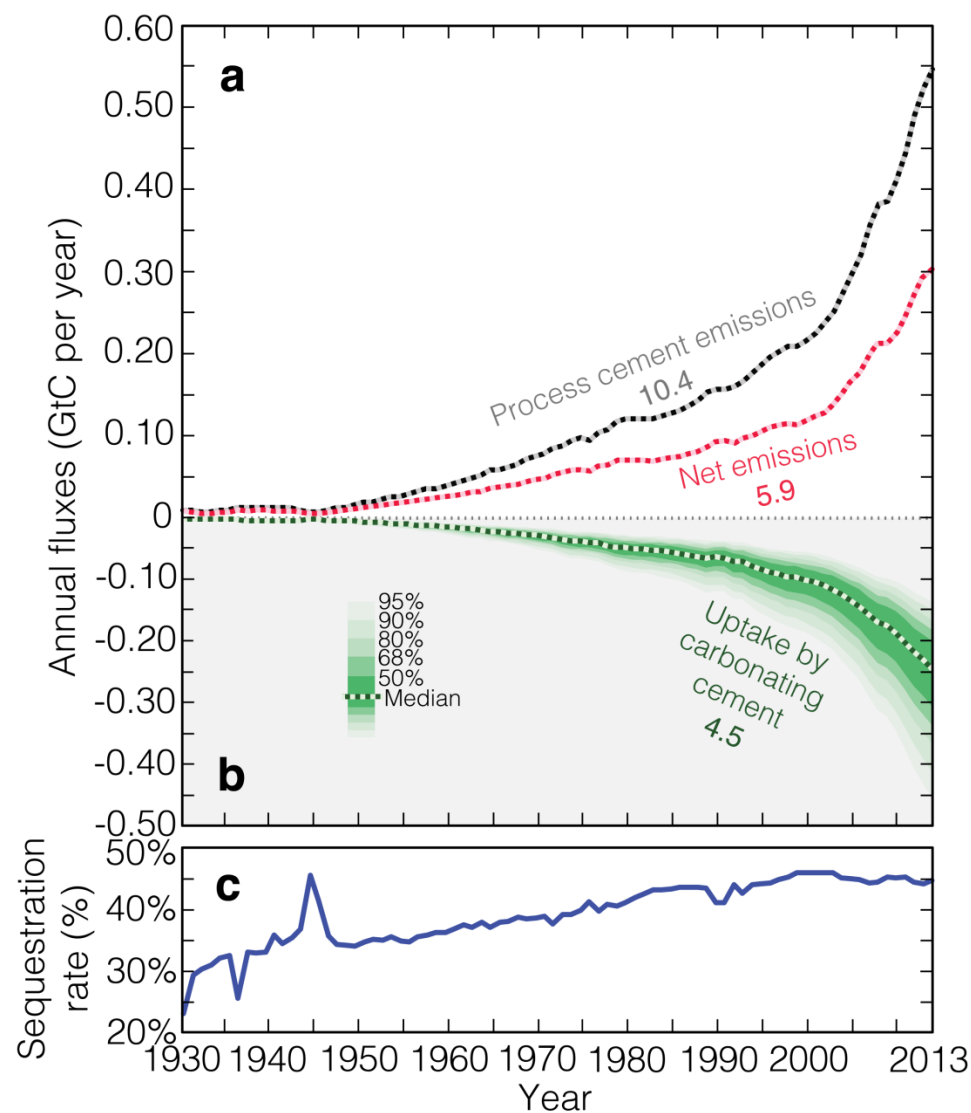 0.60
a
0.50
0.40
0.30
0.20
0.10
0
-0.10
-0.20
-0.30
-0.40
-0.50
Annual fluxes (GtC per year)
Process cement emissions
10.4
Net emissions
5.9
95%
90%
80%
68%
50%
Median
Uptake by
carbonating
cement
4.5
b
50%
40%
30%
20%
Sequestration
rate (%)
c
1930 1940 1950 1960 1970 1980 1990 2000 2013
Year